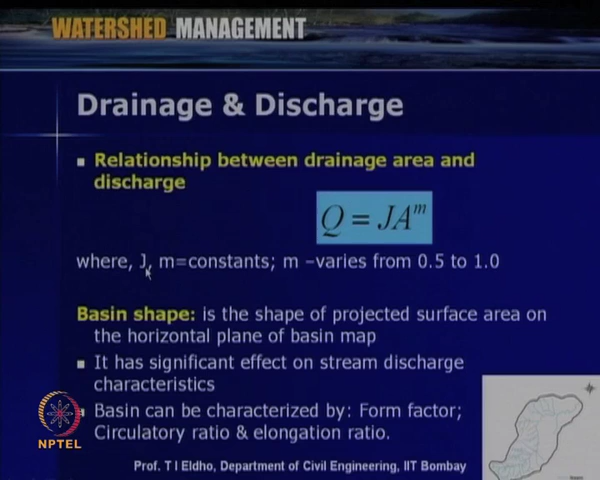 WATERSHED MANAGEMENT
Drainage & Discharge
Relationship between drainage area and
discharge
Q = JA^m
where, J, m=constants; m –varies from 0.5 to 1.0
Basin shape: is the shape of projected surface area on
the horizontal plane of basin map
It has significant effect on stream discharge
characteristics
Basin can be characterized by: Form factor;
Circulatory ratio & elongation ratio.
NPTEL
Prof. T I Eldho, Department of Civil Engineering, IIT Bombay